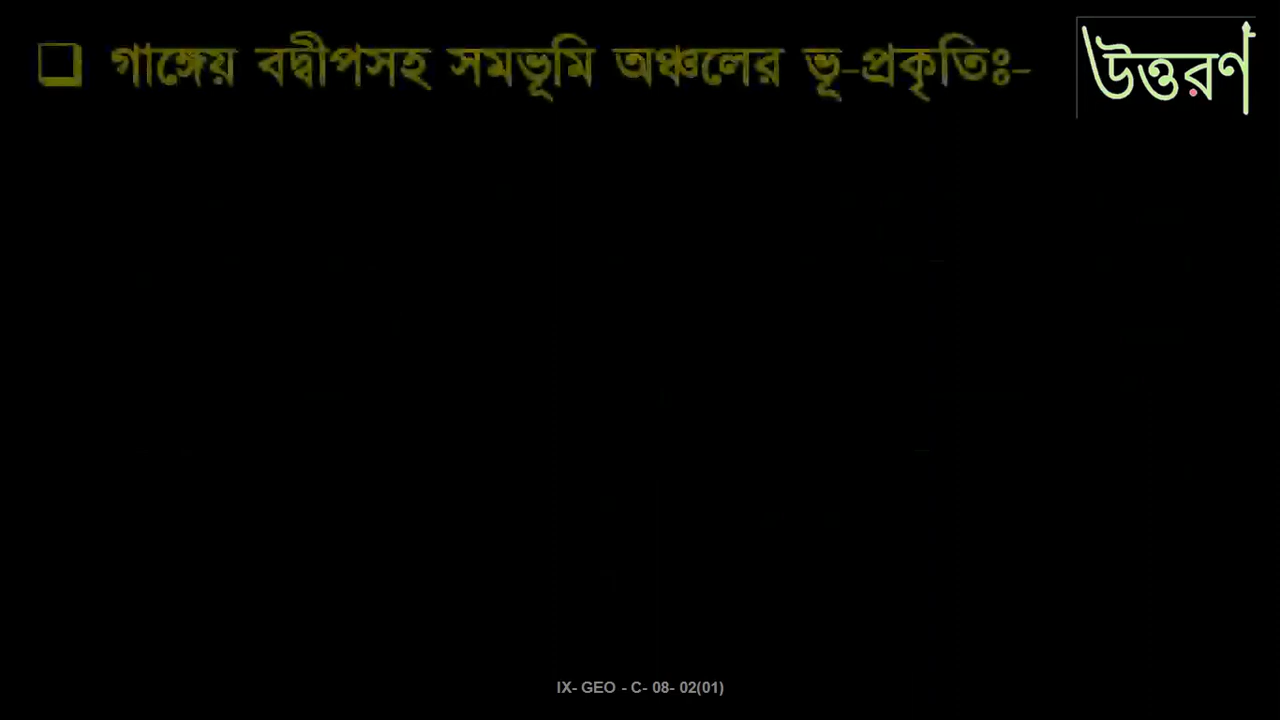 ❑ গাঙ্গেয় বদ্বীপসহ সমভূমি অঞ্চলের ভূ-প্রকৃতিঃ-
উত্তরণ
IX- GEO - C- 08- 02(01)